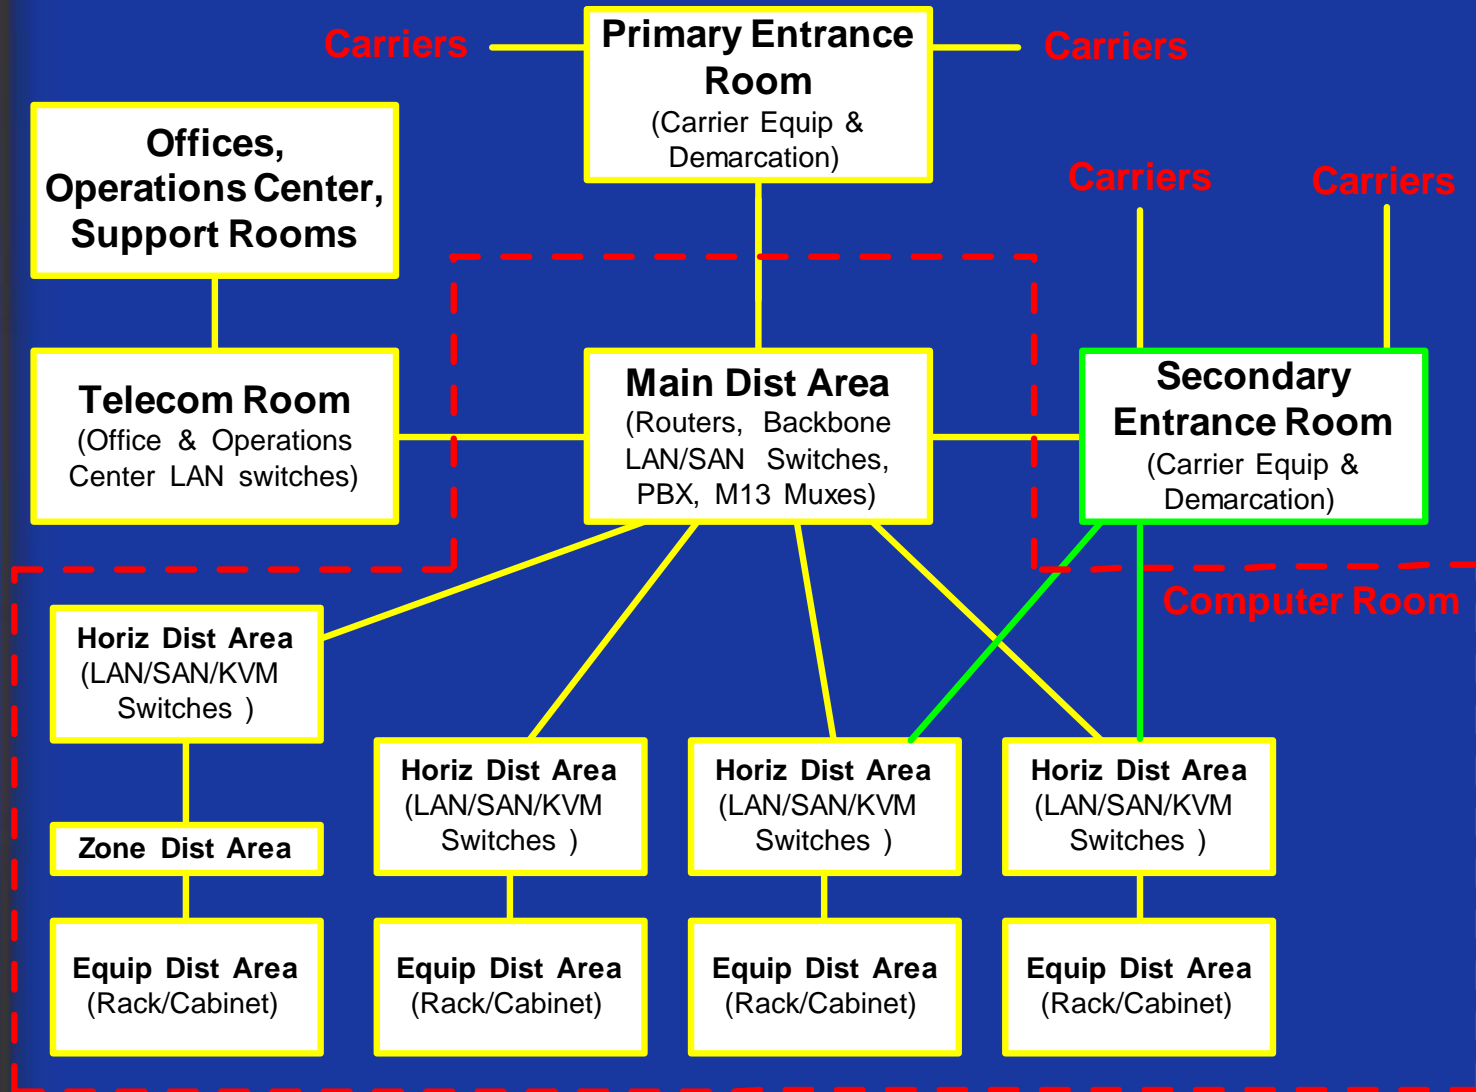 Carriers
Primary Entrance
Room
(Carrier Equip &
Demarcation)
Carriers
Offices,
Operations Center,
Support Rooms
Carriers
Carriers
Telecom Room
(Office & Operations
Center LAN switches)
Main Dist Area
(Routers, Backbone
LAN/SAN Switches,
PBX, M13 Muxes)
Secondary
Entrance Room
(Carrier Equip &
Demarcation)
Computer Room
Horiz Dist Area
(LAN/SAN/KVM
Switches )
Horiz Dist Area
(LAN/SAN/KVM
Switches )
Horiz Dist Area
(LAN/SAN/KVM
Switches )
Horiz Dist Area
(LAN/SAN/KVM
Switches )
Zone Dist Area
Equip Dist Area
(Rack/Cabinet)
Equip Dist Area
(Rack/Cabinet)
Equip Dist Area
(Rack/Cabinet)
Equip Dist Area
(Rack/Cabinet)